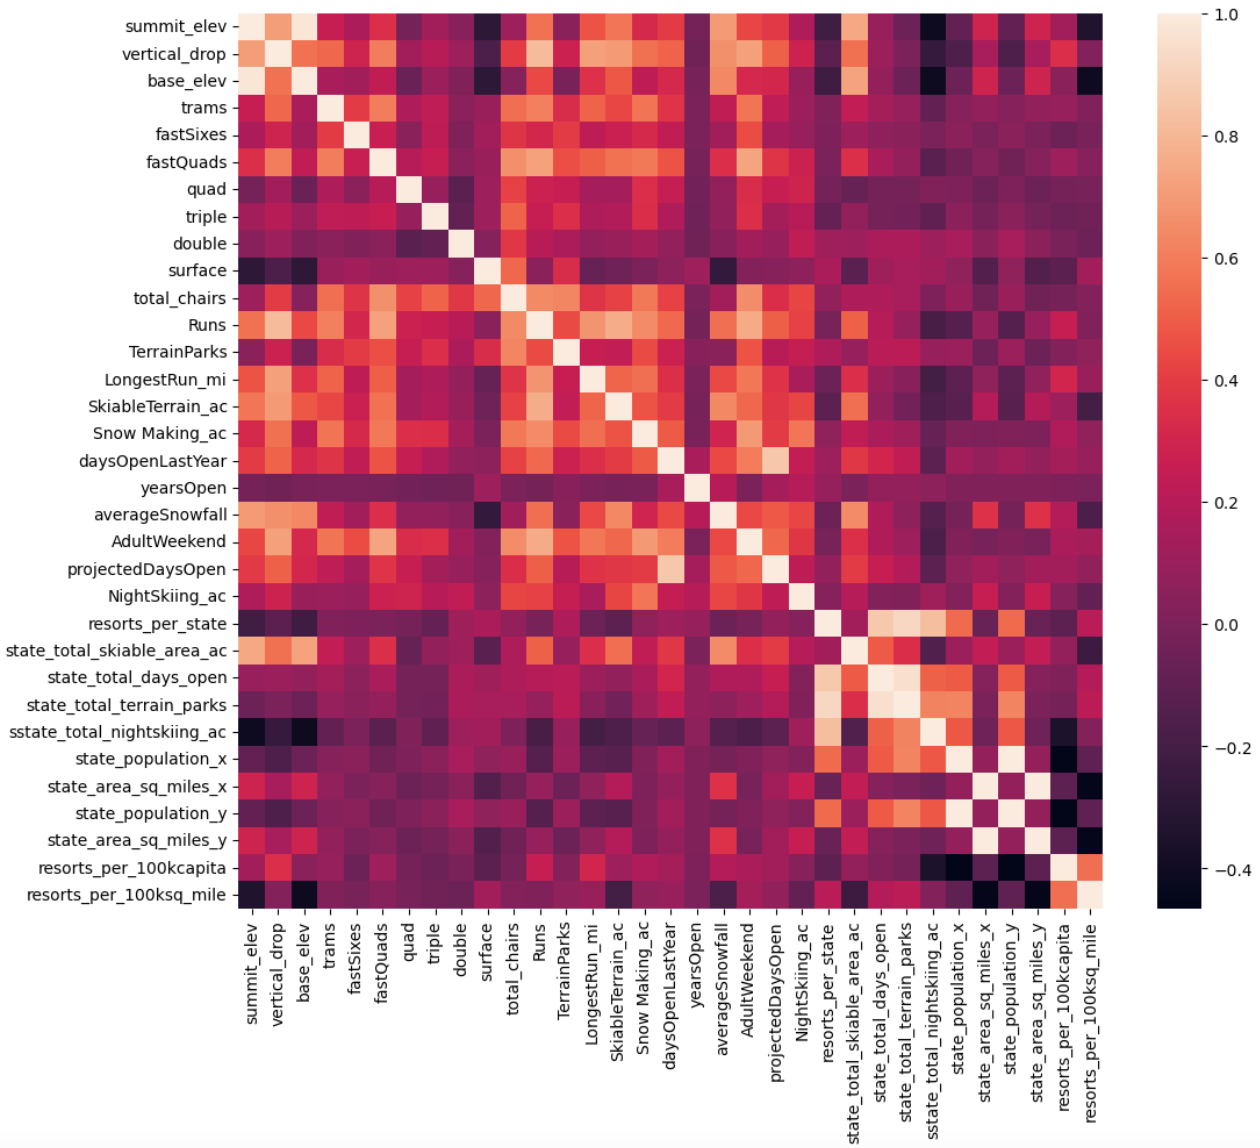 summit_elev
vertical_drop
base_elev
trams
fastSixes
fastQuads
quad
triple
double
surface
total_chairs
Runs
TerrainParks
LongestRun_mi
SkiableTerrain_ac
Snow Making_ac
daysOpenLastYear
yearsOpen
averageSnowfall
AdultWeekend
projectedDaysOpen
NightSkiing_ac
resorts_per_state
state_total_skiable_area_ac
state_total_days_open
state_total_terrain_parks
sstate_total_nightskiing_ac
state_population_x
state_area_sq_miles_x
state_population_y
state_area_sq_miles_y
resorts_per_100kcapita
resorts_per_100ksq_mile
summit_elev
vertical_drop
base_elev
trams
fastSixes
fastQuads
quad
triple
double
surface
total_chairs
Runs
TerrainParks
LongestRun_mi
SkiableTerrain_ac
Snow Making_ac
daysOpenLastYear
yearsOpen
averageSnowfall
AdultWeekend
projectedDaysOpen
NightSkiing_ac
resorts_per_state
state_total_skiable_area_ac
state_total_days_open
state_total_terrain_parks
sstate_total_nightskiing_ac
state_population_x
state_area_sq_miles_x
state_population_y
state_area_sq_miles_y
resorts_per_100kcapita
resorts_per_100ksq_mile
1.0
0.8
0.6
0.4
0.2
0.0
−0.2
−0.4